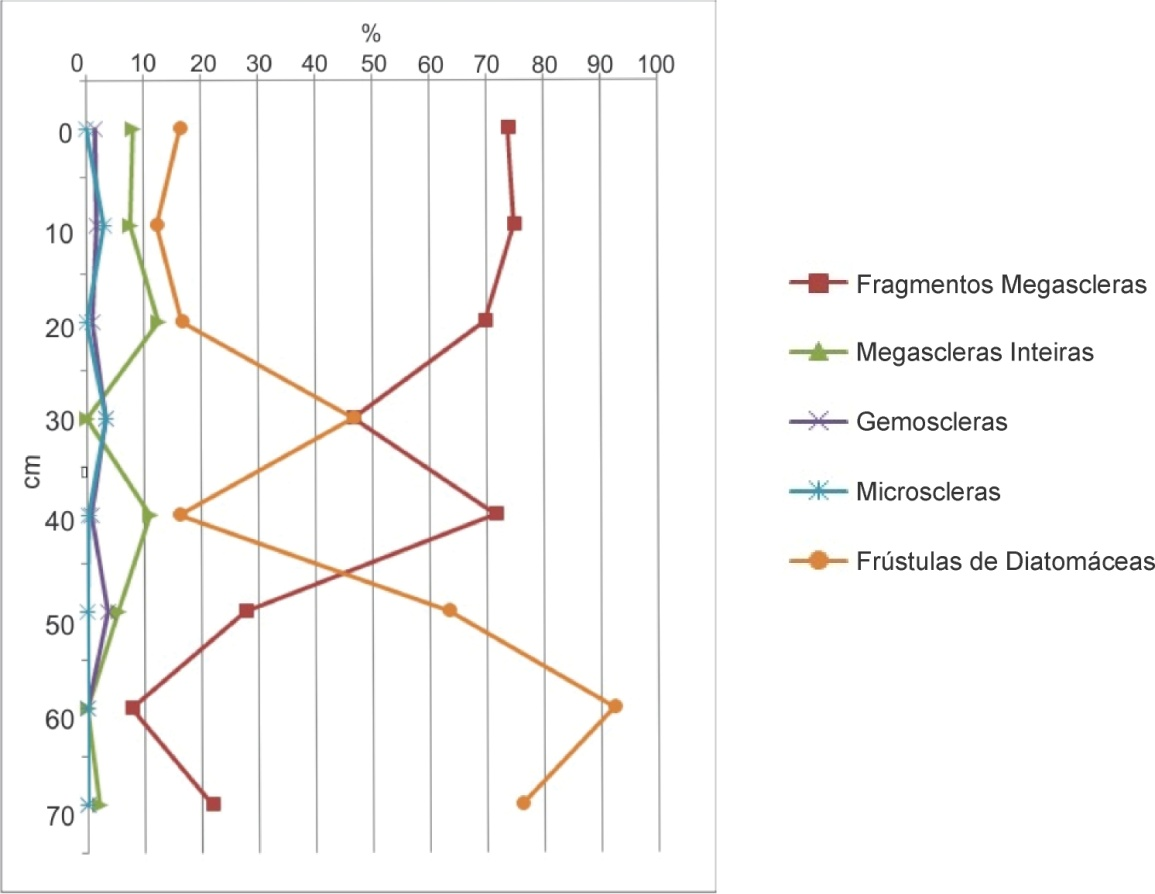 %
0 10 20 30 40 50 60 70 80 90 100
0
10
20
30
40
50
60
70
cm
Fragmentos Megascleras
Megascleras Inteiras
Gemoscleras
Microscleras
Frústulas de Diatomáceas